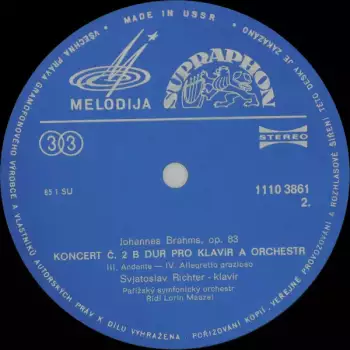 MADE IN USSR
MELODIJA
SUPRAPHON
33
STEREO
83 1 SU
1110 3861
2.
Johannes Brahms, op. 83
KONCERT Č. 2 B DUR PRO KLAVÍR A ORCHESTR
III. Andante — IV. Allegretto grazioso
Svjatoslav Richter - klavír
Pařížský symfonický orchestr
Řídí Lorin Maazel
VŠECHNA PRÁVA GRAMOFONOVÉHO VÝROBCE A VLASTNÍKŮ AUTORSKÝCH PRÁV K DÍLU VYHRAŽENA POŘIZOVÁNÍ KOPIÍ, VEŘEJNÉ PROVOZOVÁNÍ A ROZHLASOVÉ ŠÍŘENÍ TÉTO DESKY JE ZAKÁZÁNO